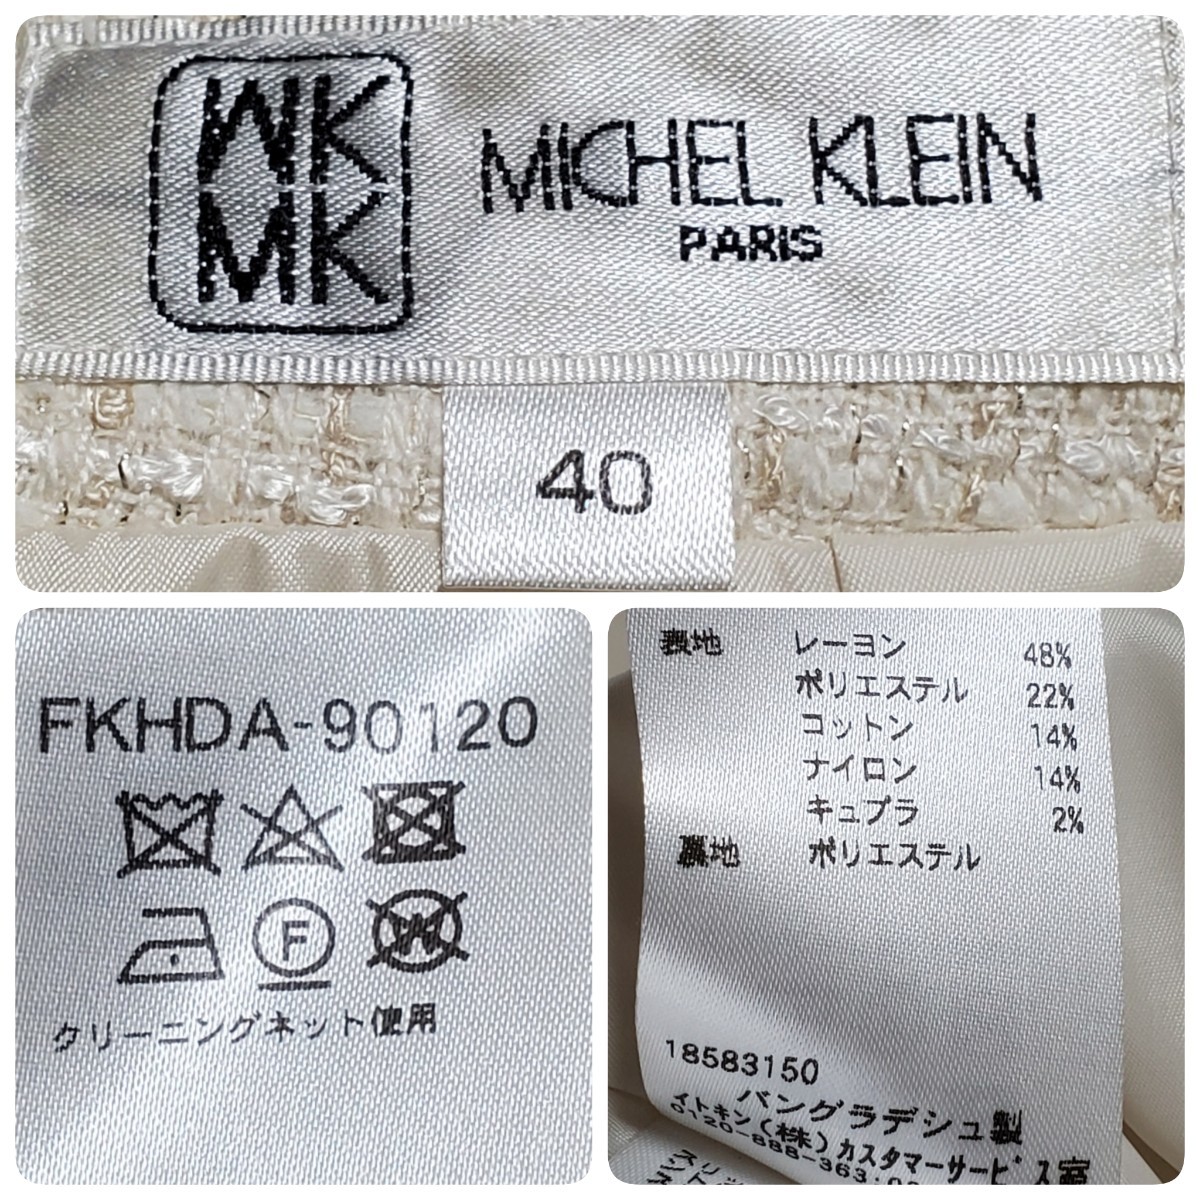 MK
MK
MICHEL KLEIN
PARIS
40
FKHDA-90120
F
W
クリーニングネット使用
表地 レーヨン 48%
ポリエステル 22%
コットン 14%
ナイロン 14%
キュプラ 2%
裏地 ポリエステル
18583150
バングラデシュ製
イトキン(株)カスタマーサービス室
0120-888-363